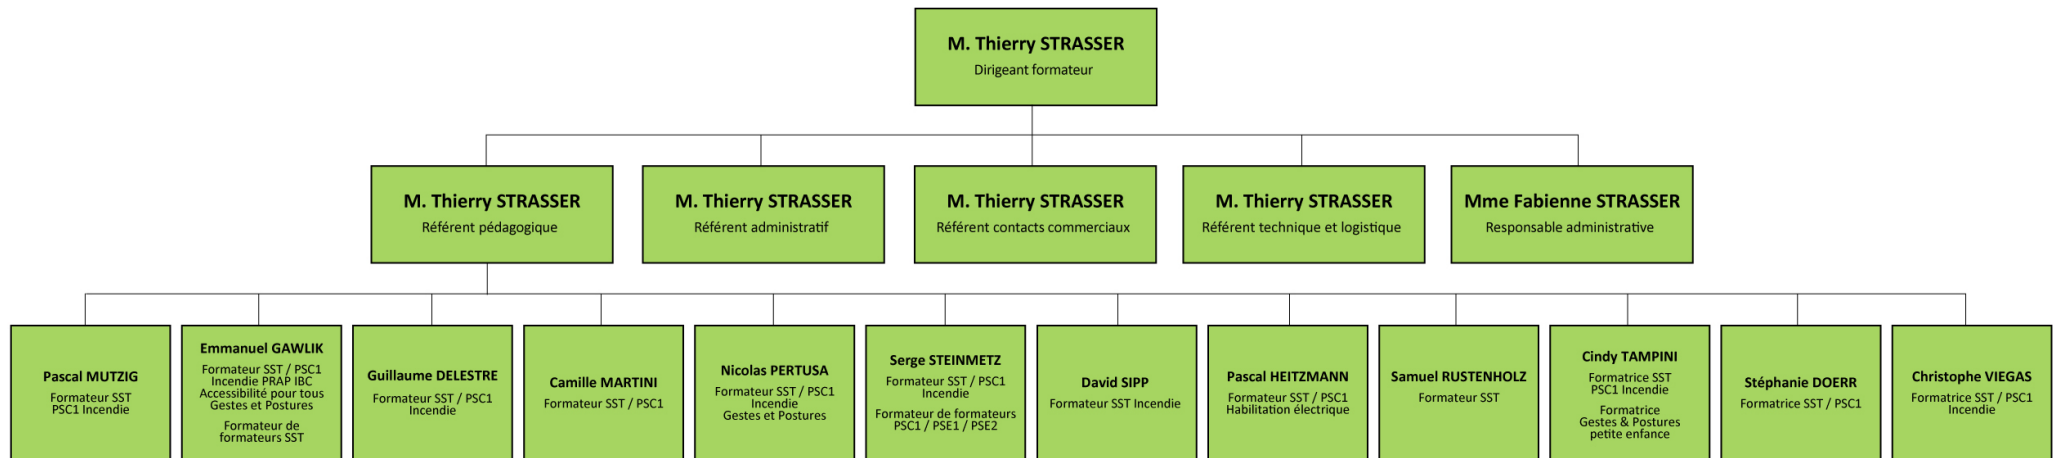 M. Thierry STRASSER
Dirigeant formateur
M. Thierry STRASSER
Référent pédagogique
M. Thierry STRASSER
Référent administratif
M. Thierry STRASSER
Référent contacts commerciaux
M. Thierry STRASSER
Référent technique et logistique
Mme Fabienne STRASSER
Responsable administrative
Pascal MUTZIG
Formateur SST
PSC1 Incendie
Emmanuel GAWLIK
Formateur SST / PSC1
Incendie PRAP IBC
Accessibilité pour tous
Gestes et Postures
Formateur de
formateurs SST
Guillaume DELESTRE
Formateur SST / PSC1
Incendie
Camille MARTINI
Formateur SST / PSC1
Nicolas PERTUSA
Formateur SST / PSC1
Incendie
Gestes et Postures
Serge STEINMETZ
Formateur SST / PSC1
Incendie
Formateur de formateurs
PSC1 / PSE1 / PSE2
David SIPP
Formateur SST Incendie
Pascal HEITZMANN
Formateur SST / PSC1
Habilitation électrique
Samuel RUSTENHOLZ
Formateur SST
Cindy TAMPINI
Formatrice SST
PSC1 Incendie
Formatrice
Gestes & Postures
petite enfance
Stéphanie DOERR
Formatrice SST / PSC1
Christophe VIEGAS
Formatrice SST / PSC1
Incendie